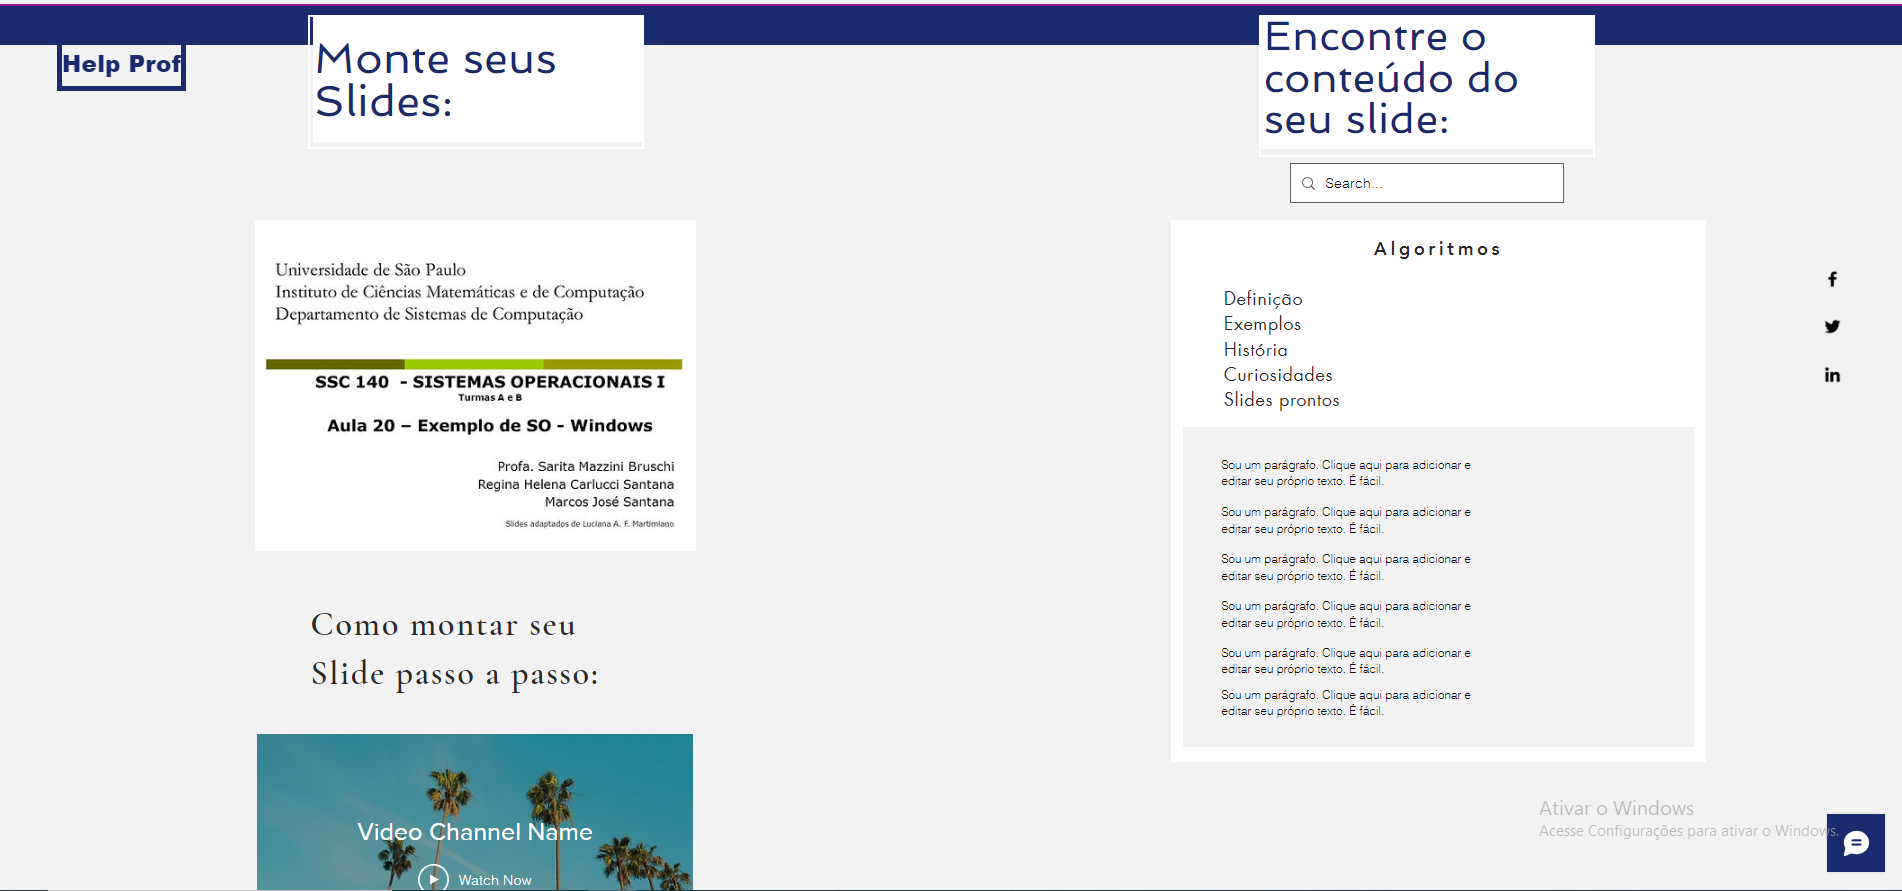 Help Prof
Monte seus
Slides:
Encontre o
conteúdo do
seu slide:
Search...
Universidade de São Paulo
Instituto de Ciências Matemáticas e de Computação
Departamento de Sistemas de Computação
SSC 140 - SISTEMAS OPERACIONAIS I
Turmas A e B
Aula 20 – Exemplo de SO - Windows
Profa. Sarita Mazzini Bruschi
Regina Helena Carlucci Santana
Marcos José Santana
Slides adaptados de Luciana A. F. Martimiano
Como montar seu
Slide passo a passo:
Video Channel Name
Watch Now
Algoritmos
Definição
Exemplos
História
Curiosidades
Slides prontos
Sou um parágrafo. Clique aqui para adicionar e
editar seu próprio texto. É fácil.
Sou um parágrafo. Clique aqui para adicionar e
editar seu próprio texto. É fácil.
Sou um parágrafo. Clique aqui para adicionar e
editar seu próprio texto. É fácil.
Sou um parágrafo. Clique aqui para adicionar e
editar seu próprio texto. É fácil.
Sou um parágrafo. Clique aqui para adicionar e
editar seu próprio texto. É fácil.
Sou um parágrafo. Clique aqui para adicionar e
editar seu próprio texto. É fácil.
Ativar o Windows
Acesse Configurações para ativar o Windows.